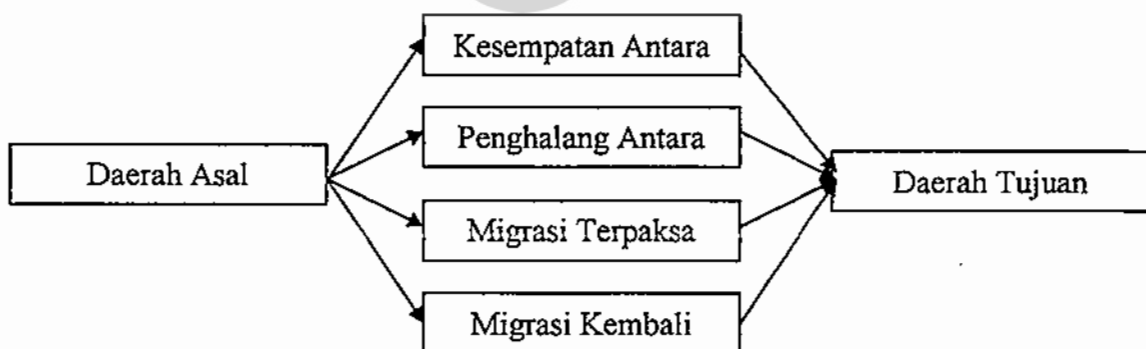 Kesempatan Antara
Penghalang Antara
Daerah Asal
Daerah Tujuan
Migrasi Terpaksa
Migrasi Kembali